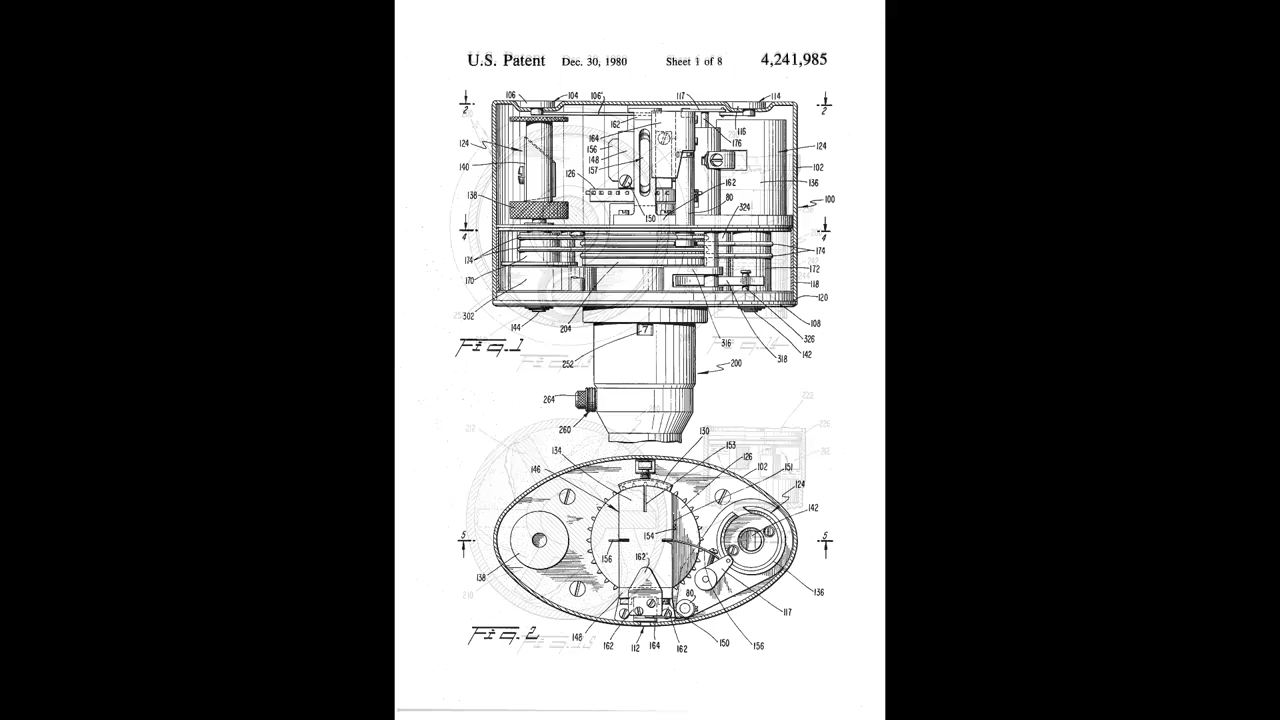 U.S. Patent Dec. 30, 1980 Sheet 1 of 8 4,241,985
106 104 106' 117 114
2 2
162 116
164 176
124 156 124
148 102
140 157 136
126 162
138 80 100
150 324
4 4
174 174
170 172
118
302 120
144 204 108
252 7 316 326
318 142
Fig. 1
200
264
260
130
134 153
146 126 102 151
124
142
154
5 156 5
162'
138 80 136
117
148 162 112 164 162 150 156
Fig. 2